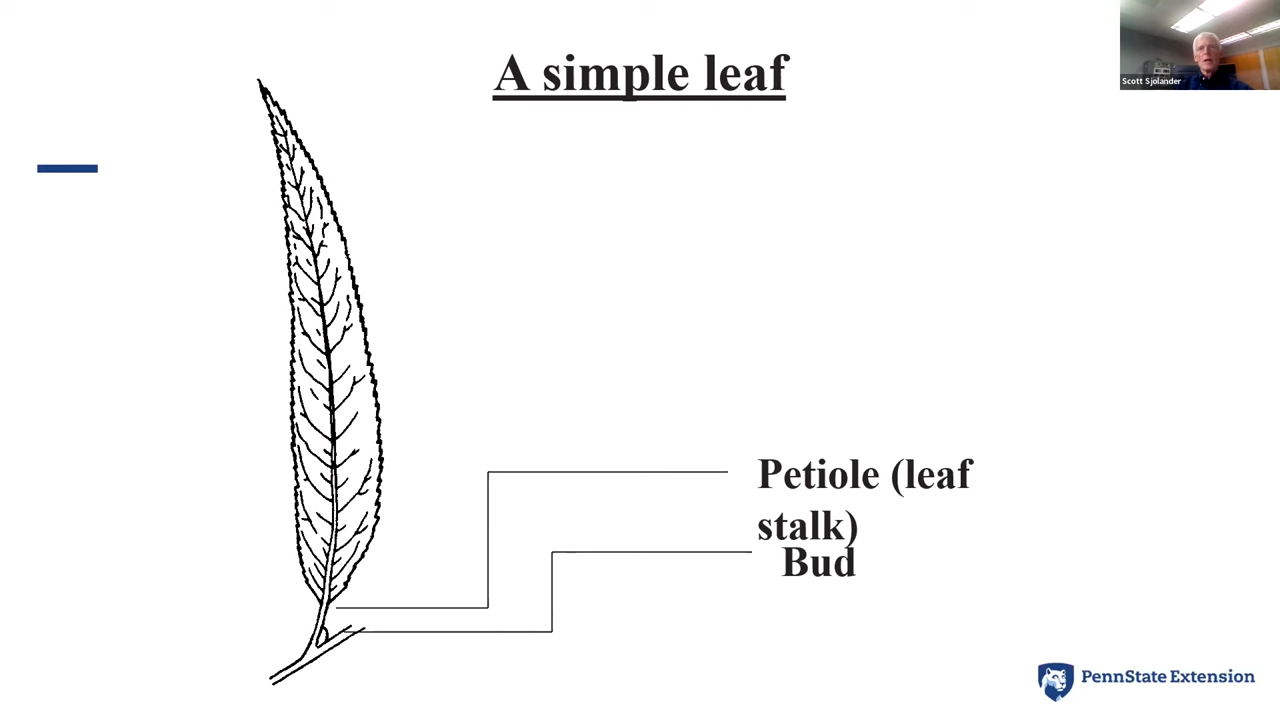 A simple leaf
Scott Sjolander
Petiole (leaf
stalk)
Bud
PennState Extension